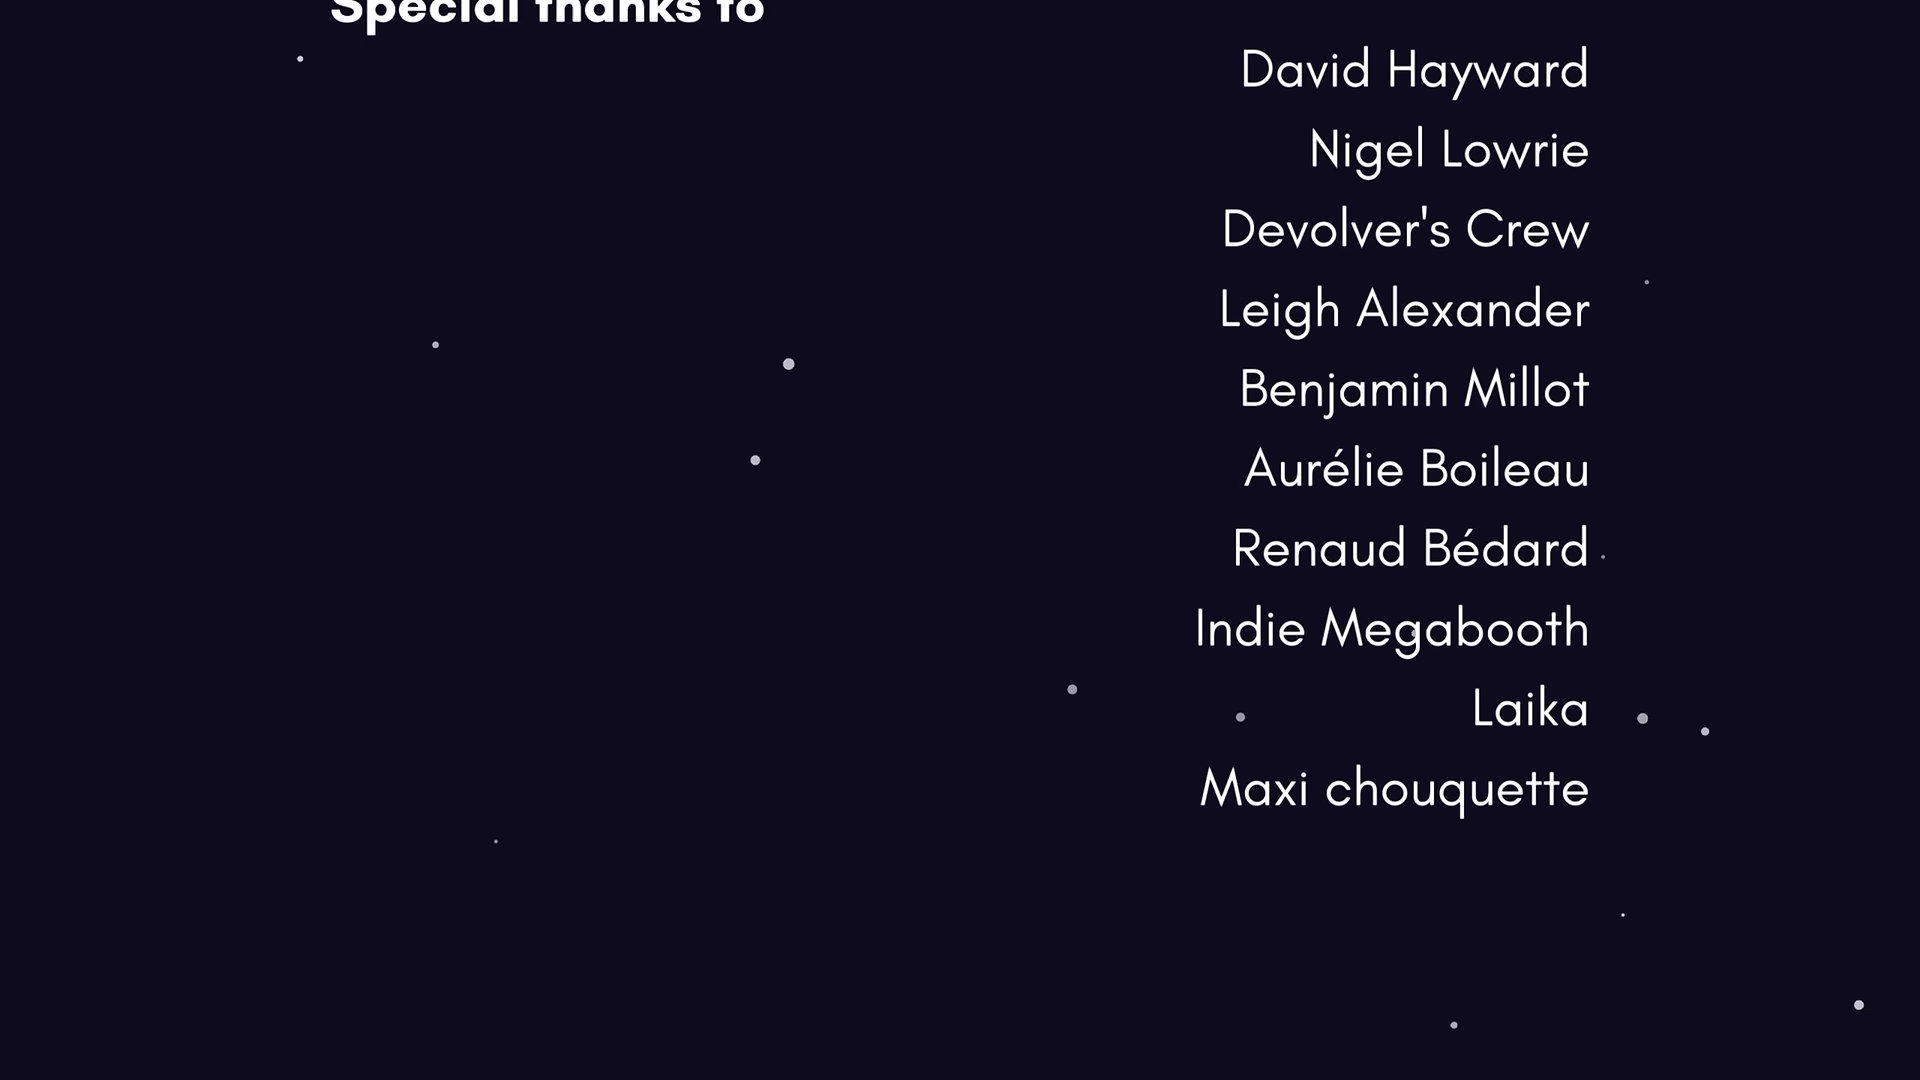 Special thanks to
David Hayward
Nigel Lowrie
Devolver's Crew
Leigh Alexander
Benjamin Millot
Aurélie Boileau
Renaud Bédard
Indie Megabooth
Laika
Maxi chouquette